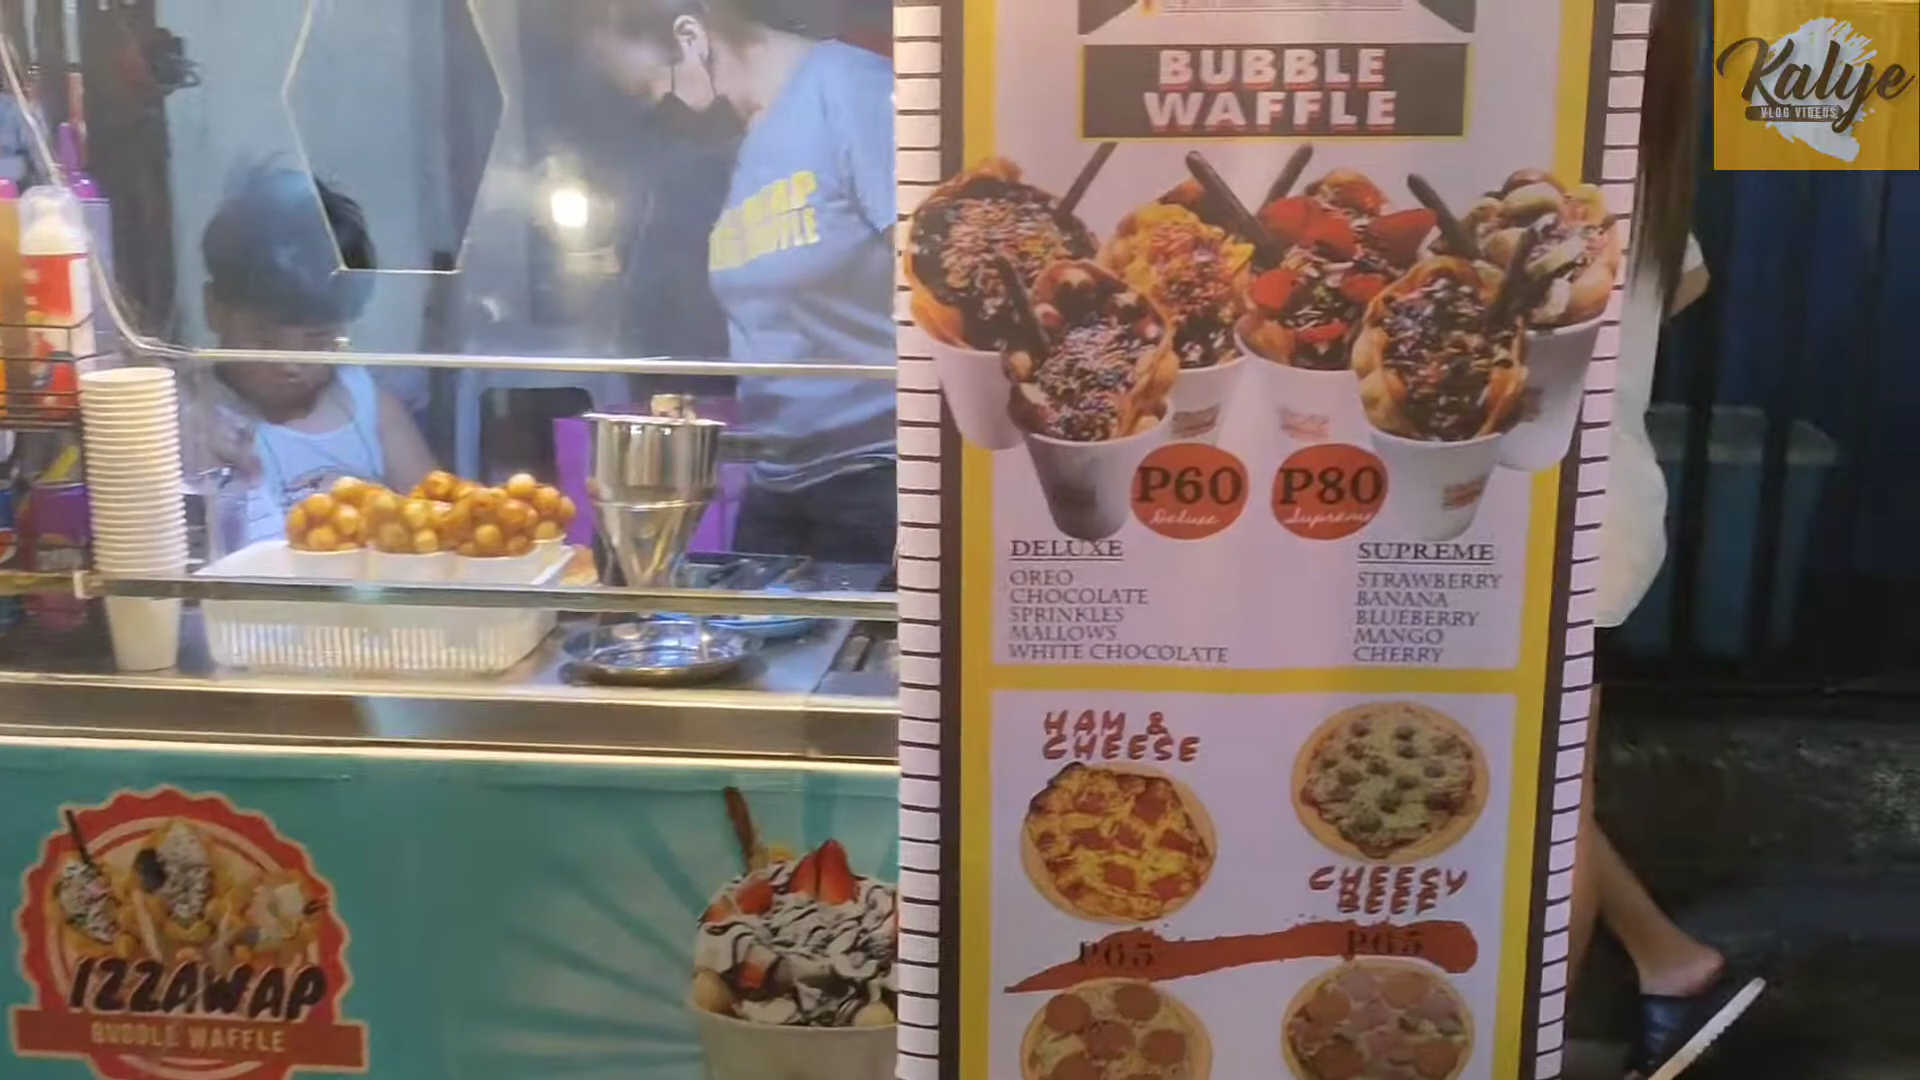 Kalye
VLOG VIDEOS
BUBBLE
WAFFLE
P60
Deluxe
P80
Supreme
DELUXE
OREO
CHOCOLATE
SPRINKLES
MALLOWS
WHITE CHOCOLATE
SUPREME
STRAWBERRY
BANANA
BLUEBERRY
MANGO
CHERRY
HAM &
CHEESE
CHEESY
BEEF
P65
P65
IZZAWAP
BUBBLE WAFFLE